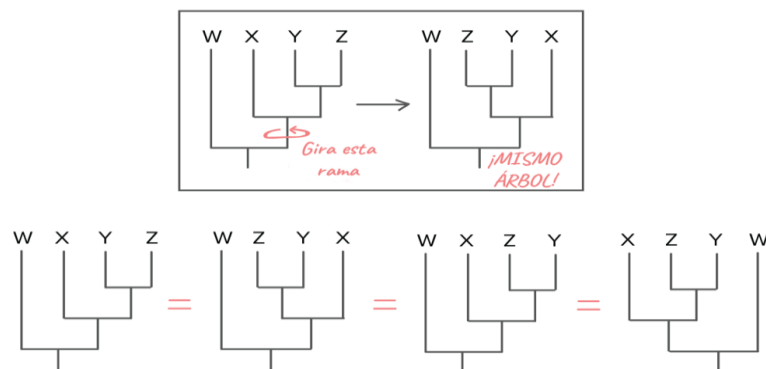 W X Y Z W Z Y X
Gira esta
rama
¡MISMO
ÁRBOL!
W X Y Z = W Z Y X = W X Z Y = X Z Y W